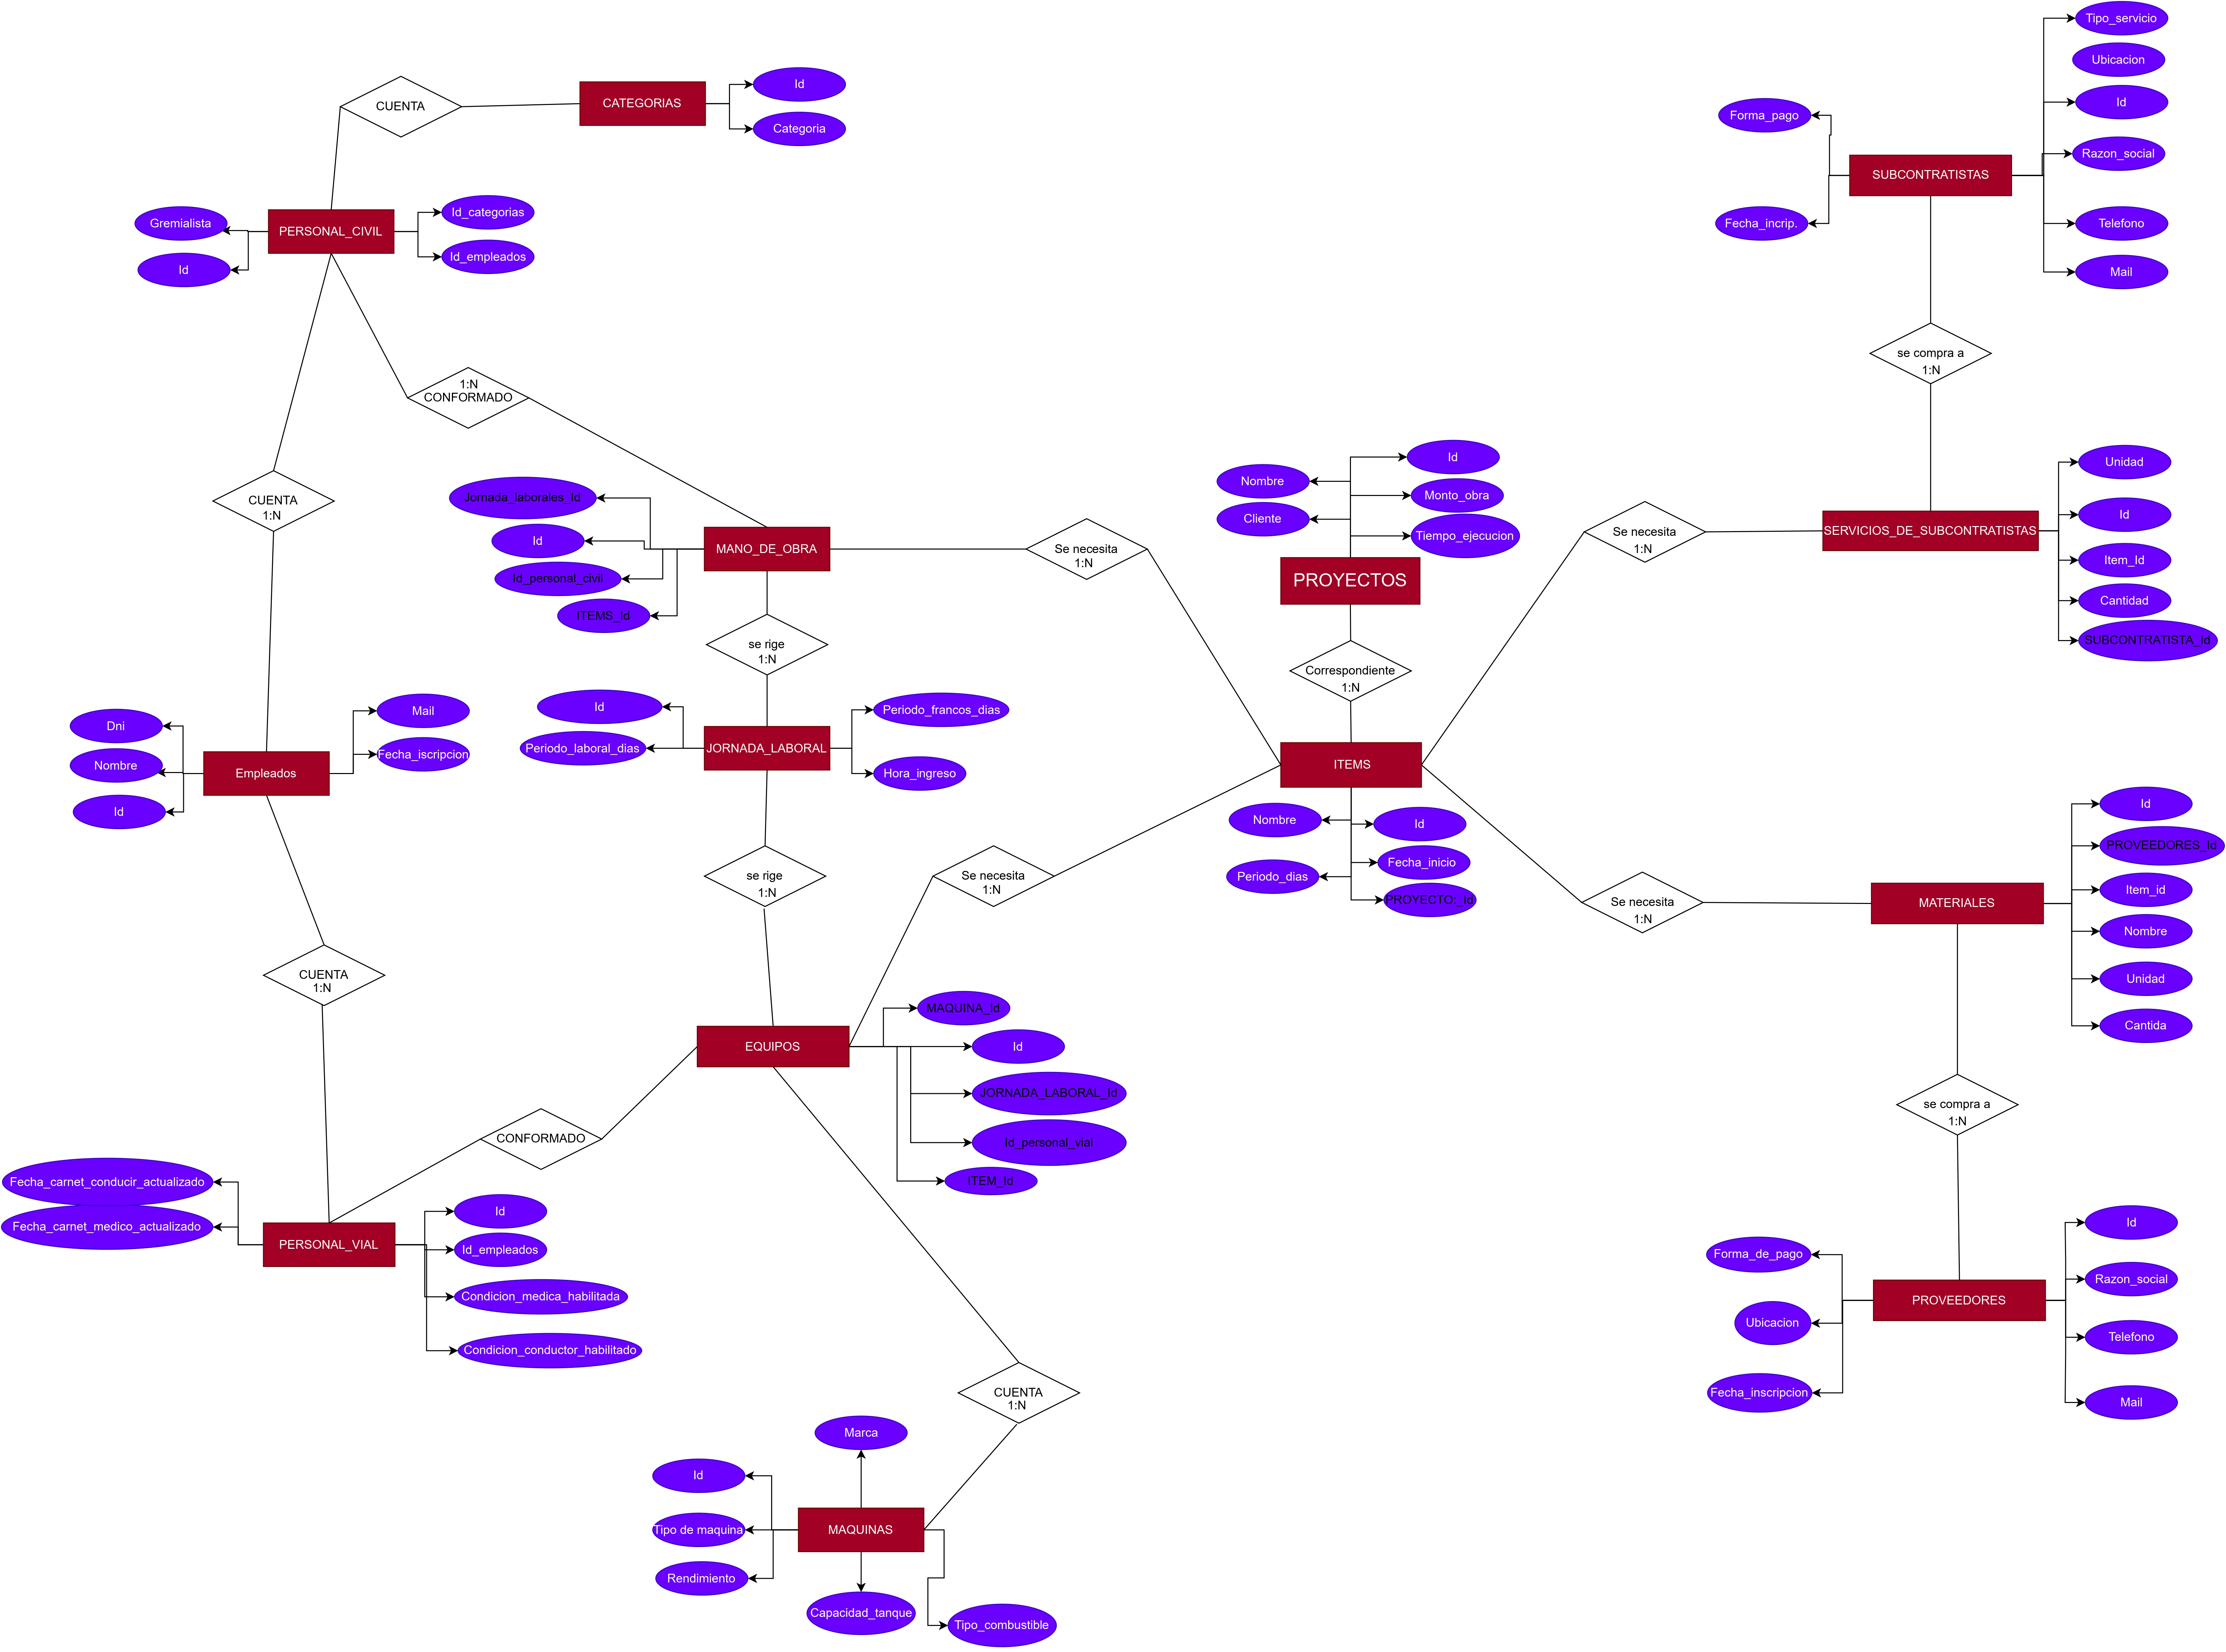 Tipo_servicio
Ubicacion
Id
Forma_pago
Razon_social
SUBCONTRATISTAS
Fecha_incrip.
Telefono
Mail
CUENTA
CATEGORIAS
Id
Categoria
Gremialista
PERSONAL_CIVIL
Id_categorias
Id
Id_empleados
se compra a
1:N
1:N
CONFORMADO
CUENTA
1:N
Jornada_laborales_Id
Id
MANO_DE_OBRA
Id_personal_civil
ITEMS_Id
Se necesita
1:N
Id
Nombre
Monto_obra
Cliente
Tiempo_ejecucion
PROYECTOS
Se necesita
1:N
SERVICIOS_DE_SUBCONTRATISTAS
Unidad
Id
Item_Id
Cantidad
SUBCONTRATISTA_Id
se rige
1:N
Correspondiente
1:N
Dni
Mail
Nombre
Fecha_iscripcion
Empleados
Id
Id
Periodo_francos_dias
Periodo_laboral_dias
JORNADA_LABORAL
Hora_ingreso
ITEMS
Nombre
Id
Fecha_inicio
Periodo_dias
PROYECTO:_Id
se rige
1:N
Se necesita
1:N
Se necesita
1:N
MATERIALES
Id
PROVEEDORES_Id
Item_id
Nombre
Unidad
Cantida
CUENTA
1:N
EQUIPOS
MAQUINA_Id
Id
JORNADA_LABORAL_Id
Id_personal_vial
ITEM_Id
CONFORMADO
se compra a
1:N
Fecha_carnet_conducir_actualizado
Fecha_carnet_medico_actualizado
PERSONAL_VIAL
Id
Id_empleados
Condicion_medica_habilitada
Condicion_conductor_habilitado
Id
Forma_de_pago
Razon_social
PROVEEDORES
Ubicacion
Telefono
Fecha_inscripcion
Mail
CUENTA
1:N
Marca
Id
Tipo de maquina
MAQUINAS
Rendimiento
Capacidad_tanque
Tipo_combustible